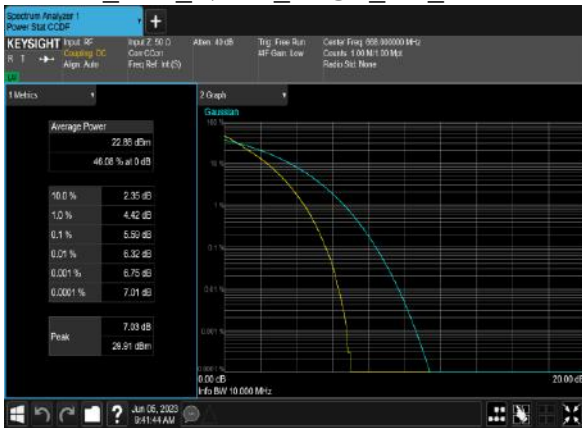 Spectrum Analyzer 1
Power Stat CCDF
KEYSIGHT
Input: RF
Coupling: DC
Align: Auto
Input Z: 50 Ω
Corr CCorr
Freq Ref: Int (S)
Atten: 40 dB
Trig: Free Run
#IF Gain: Low
Center Freq: 668.000000 MHz
Counts: 1.00 M/1.00 Mpt
Radio Std: None
R T
1 Metrics
2 Graph
Average Power
22.88 dBm
46.08 % at 0 dB
10.0 % 2.35 dB
1.0 % 4.42 dB
0.1 % 5.59 dB
0.01 % 6.32 dB
0.001 % 6.75 dB
0.0001 % 7.01 dB
Peak
7.03 dB
29.91 dBm
Gaussian
100 %
10 %
1 %
0.1 %
0.01 %
0.001 %
0.0001 %
0.00 dB
20.00 dB
Info BW 10.000 MHz
Jun 05, 2023
9:41:44 AM